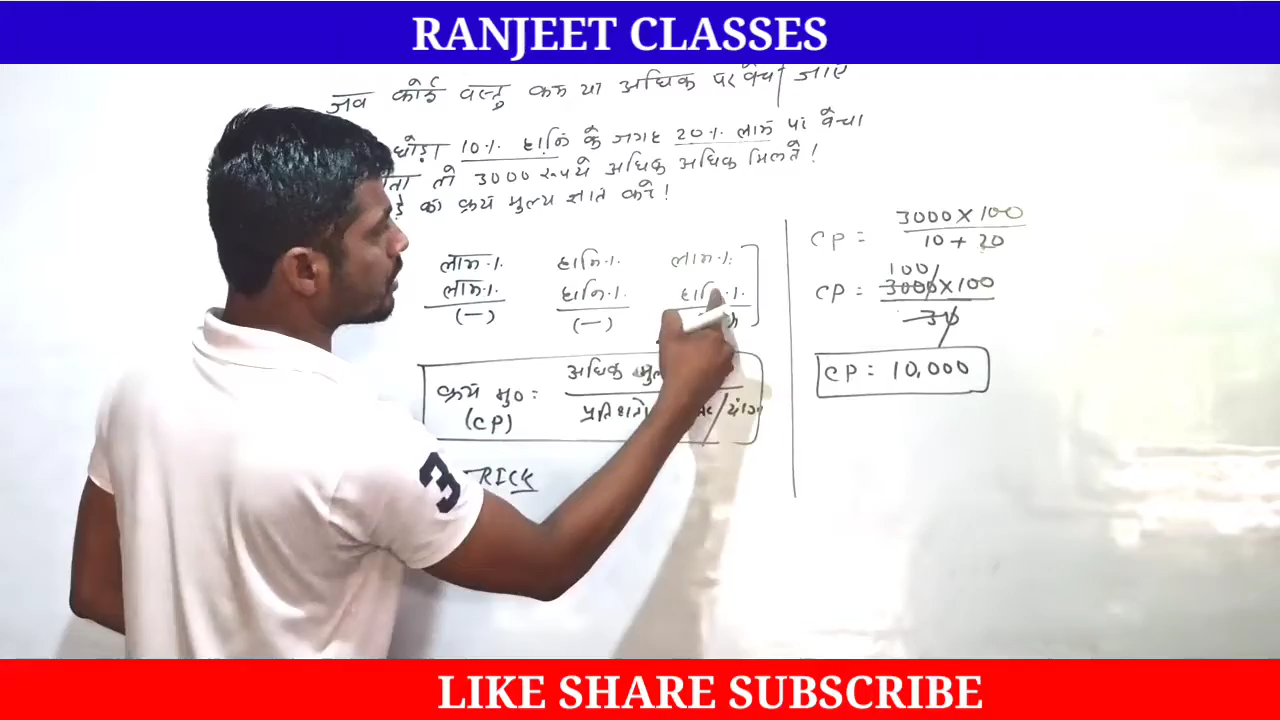 RANJEET CLASSES
जब कोई वस्तु कम या अधिक पर बेचा जाए
घोड़ा 10% हानि के जगह 20% लाभ पर बेचा
तो 3000 रूपये अधिक अधिक मिलते !
का क्रय मुल्य ज्ञात करे !
लाभ% हानि% लाभ%
लाभ% हानि% हानि%
(-) (-)
क्रय मु० = अधिक
(CP)
TRICK
CP = 3000 × 100
10 + 20
100
CP = 3000 × 100
30
CP = 10,000
3
LIKE SHARE SUBSCRIBE